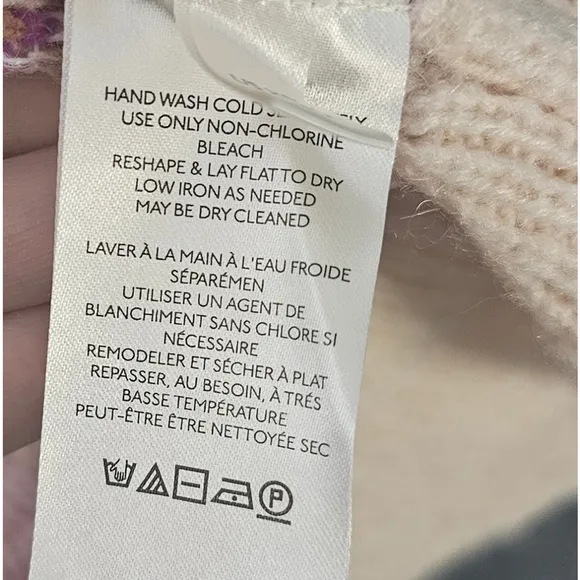 HAND WASH COLD
USE ONLY NON-CHLORINE
BLEACH
RESHAPE & LAY FLAT TO DRY
LOW IRON AS NEEDED
MAY BE DRY CLEANED
LAVER À LA MAIN À L'EAU FROIDE
SÉPARÉMEN
UTILISER UN AGENT DE
BLANCHIMENT SANS CHLORE SI
NÉCESSAIRE
REMODELER ET SÉCHER À PLAT
REPASSER, AU BESOIN, À TRÉS
BASSE TEMPÉRATURE
PEUT-ÊTRE ÊTRE NETTOYÉE SEC
P